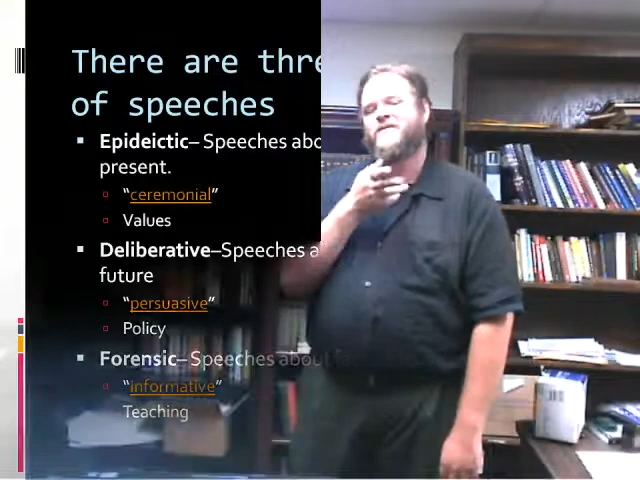 There are thre
of speeches
Epideictic– Speeches abo
present.
"ceremonial"
Values
Deliberative–Speeches a
future
"persuasive"
Policy
Forensic– Speeches about
"informative"
Teaching